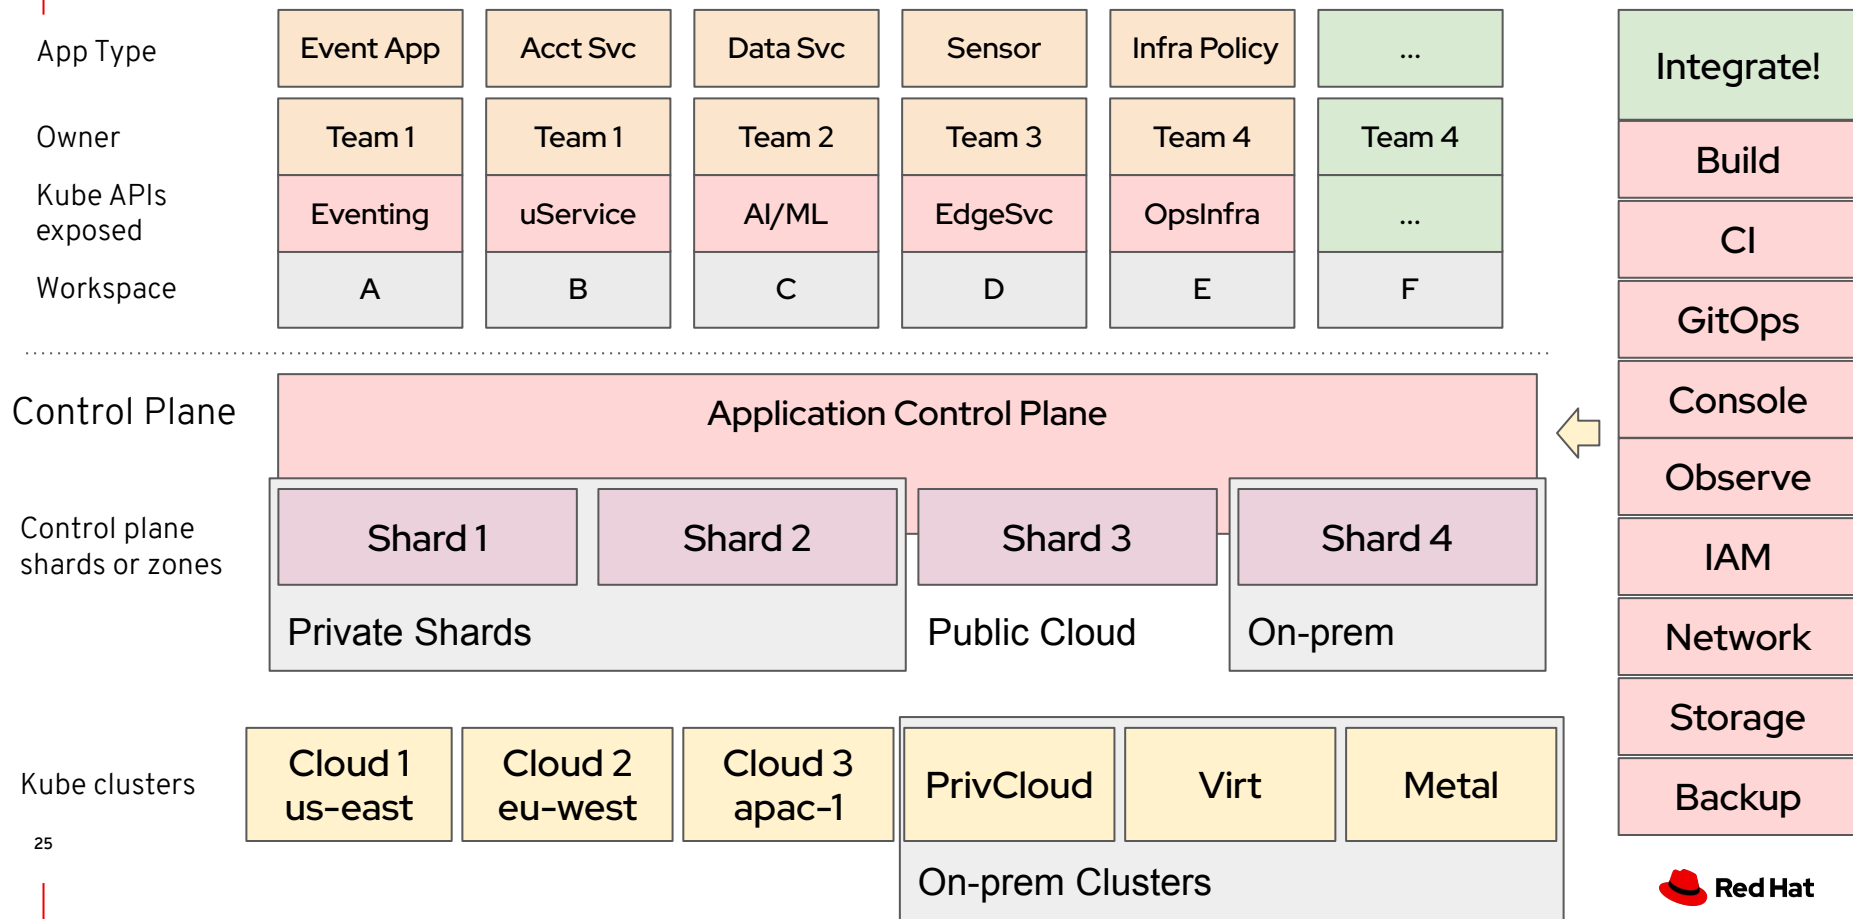 App Type
Event App
Acct Svc
Data Svc
Sensor
Infra Policy
...
Owner
Team 1
Team 1
Team 2
Team 3
Team 4
Team 4
Kube APIs
exposed
Eventing
uService
AI/ML
EdgeSvc
OpsInfra
...
Workspace
A
B
C
D
E
F
Control Plane
Application Control Plane
Control plane
shards or zones
Shard 1
Shard 2
Shard 3
Shard 4
Private Shards
Public Cloud
On-prem
Kube clusters
Cloud 1
us-east
Cloud 2
eu-west
Cloud 3
apac-1
PrivCloud
Virt
Metal
On-prem Clusters
Integrate!
Build
CI
GitOps
Console
Observe
IAM
Network
Storage
Backup
25
Red Hat